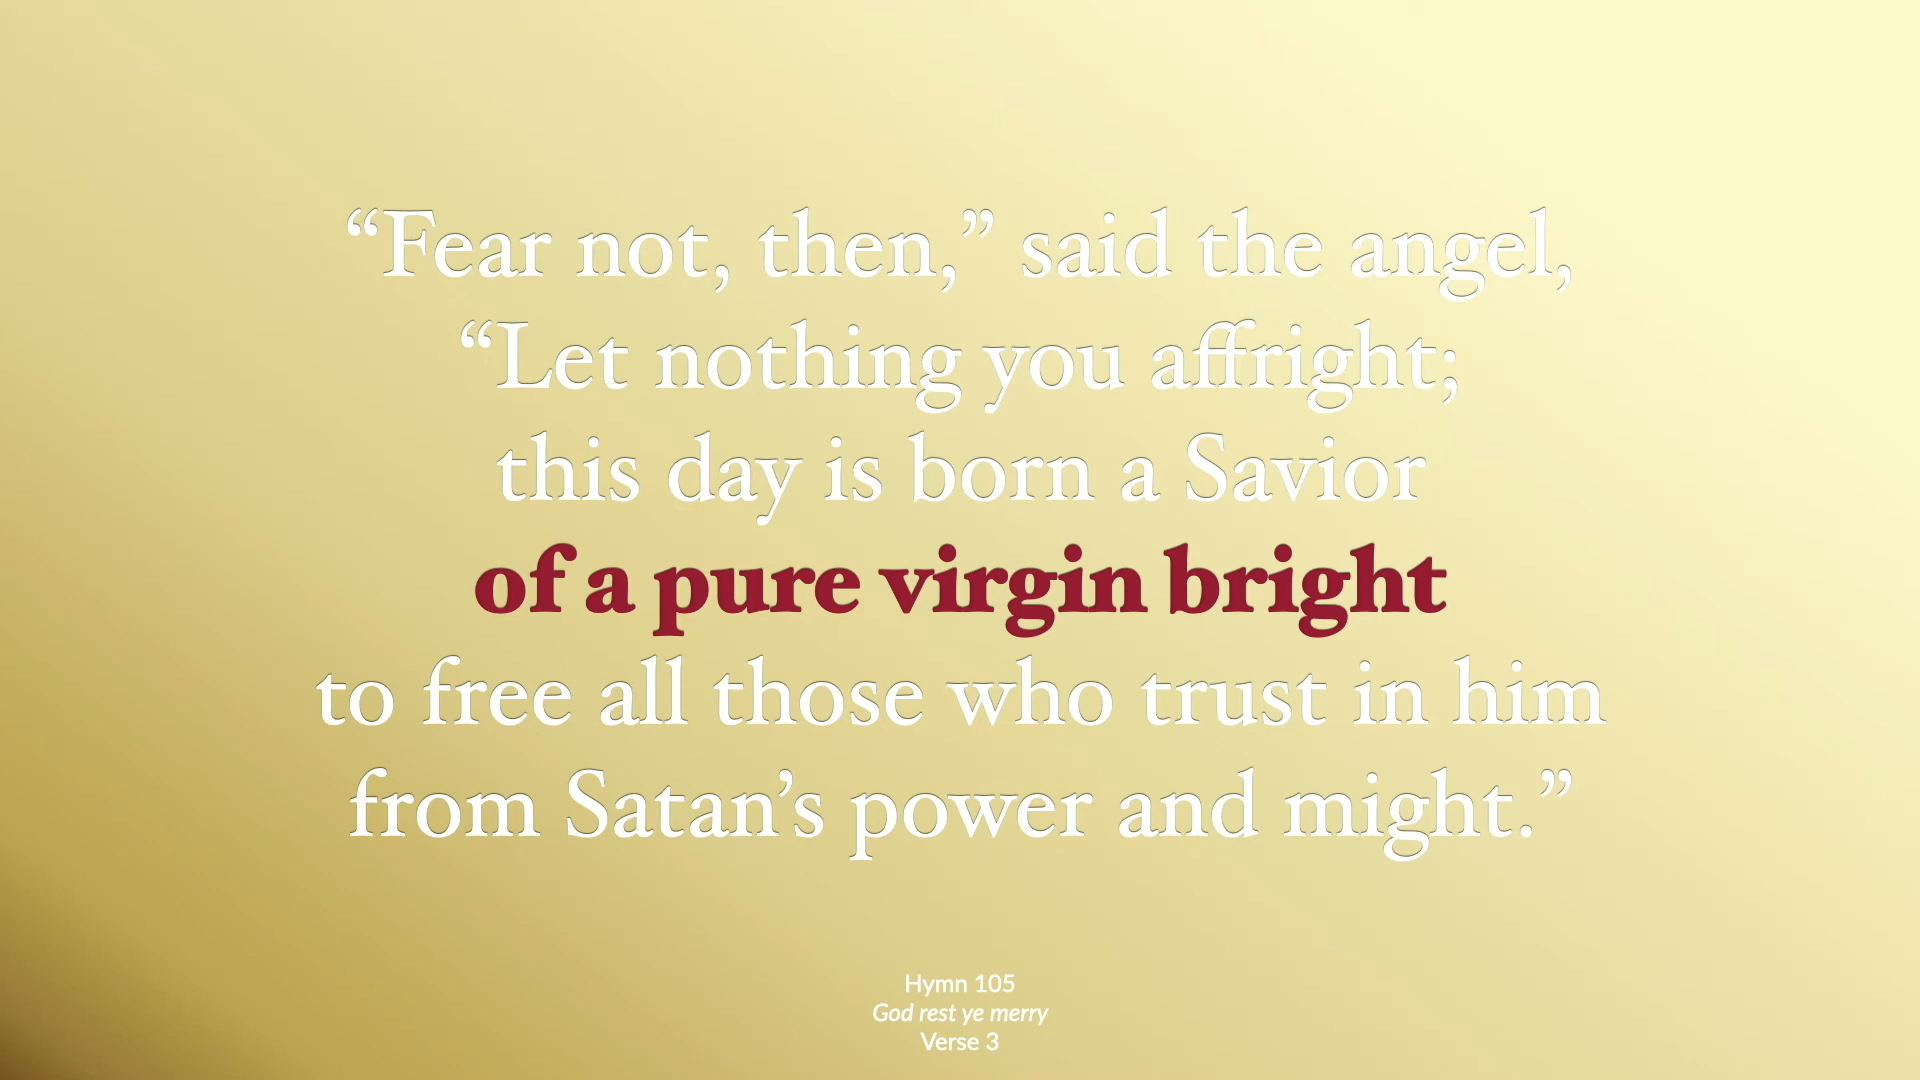 “Fear not, then,” said the angel,
“Let nothing you affright;
this day is born a Savior
of a pure virgin bright
to free all those who trust in him
from Satan’s power and might.”
Hymn 105
God rest ye merry
Verse 3